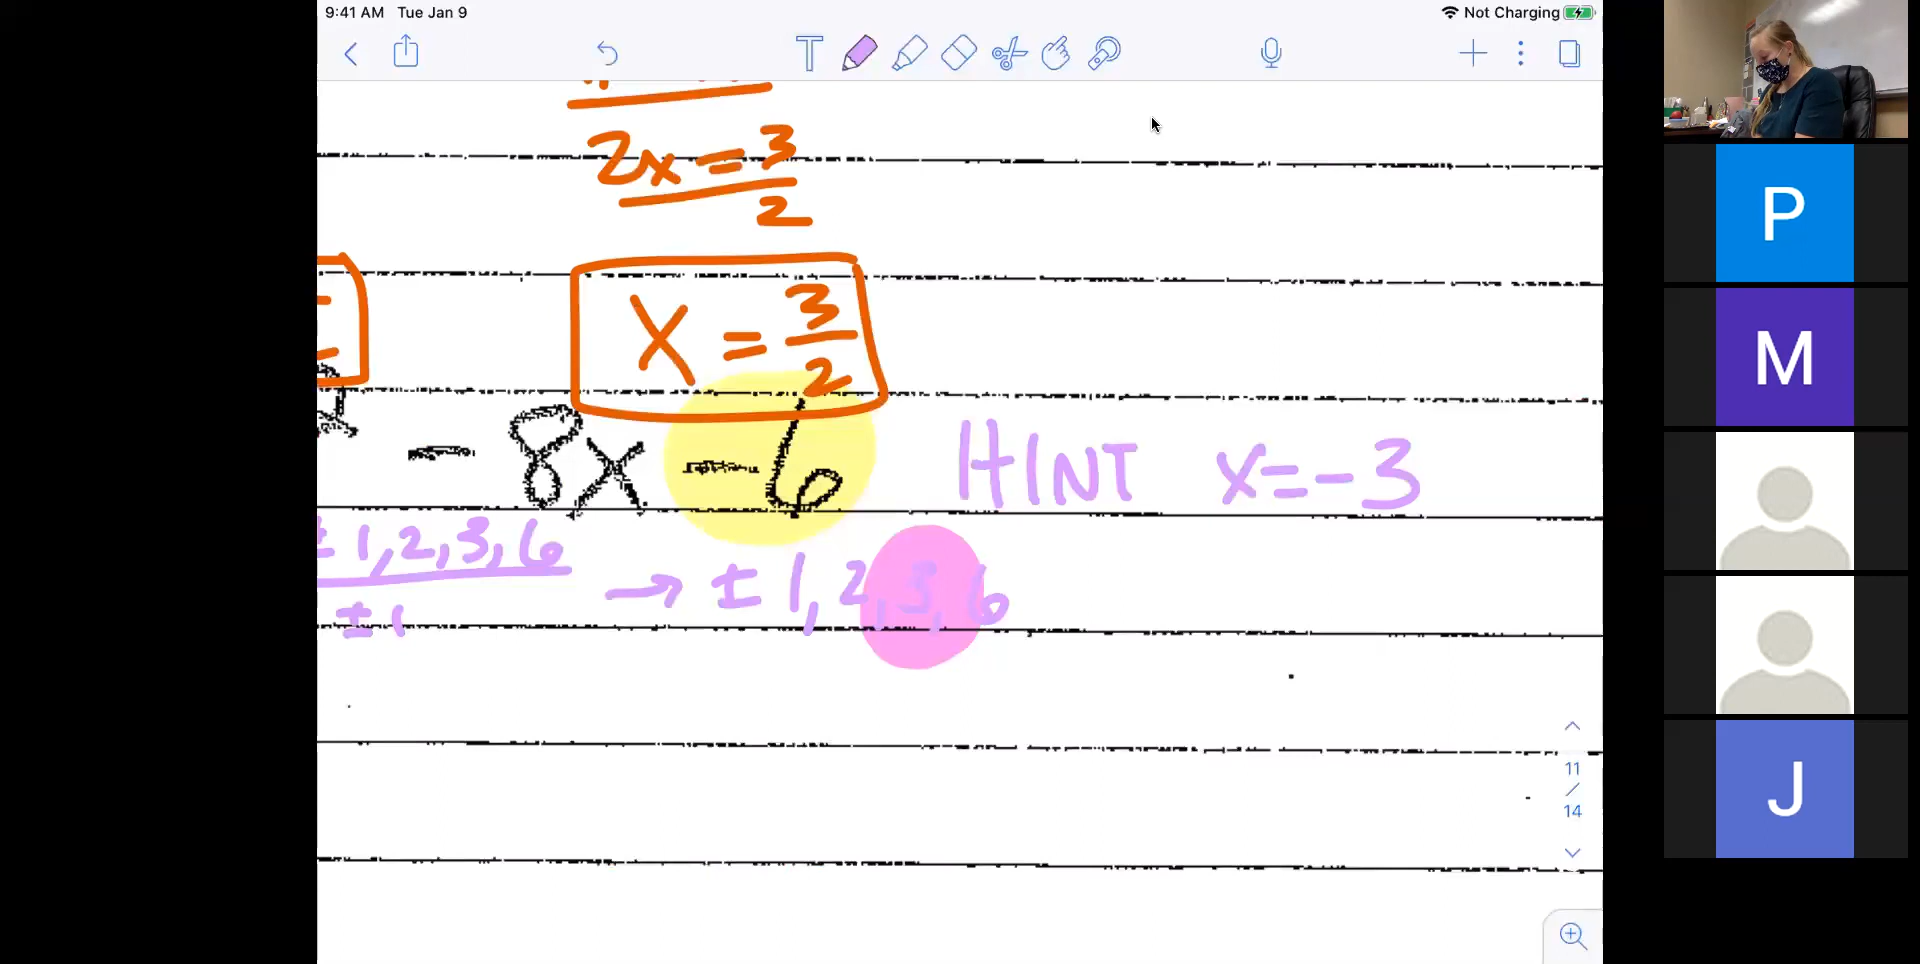 9:41 AM Tue Jan 9
Not Charging
T
2x = 3
2
X = 3/2
- 8x - 6 HINT x = -3
± 1, 2, 3, 6 → ± 1, 2, 3, 6
± 1
11
/
14
P
M
J